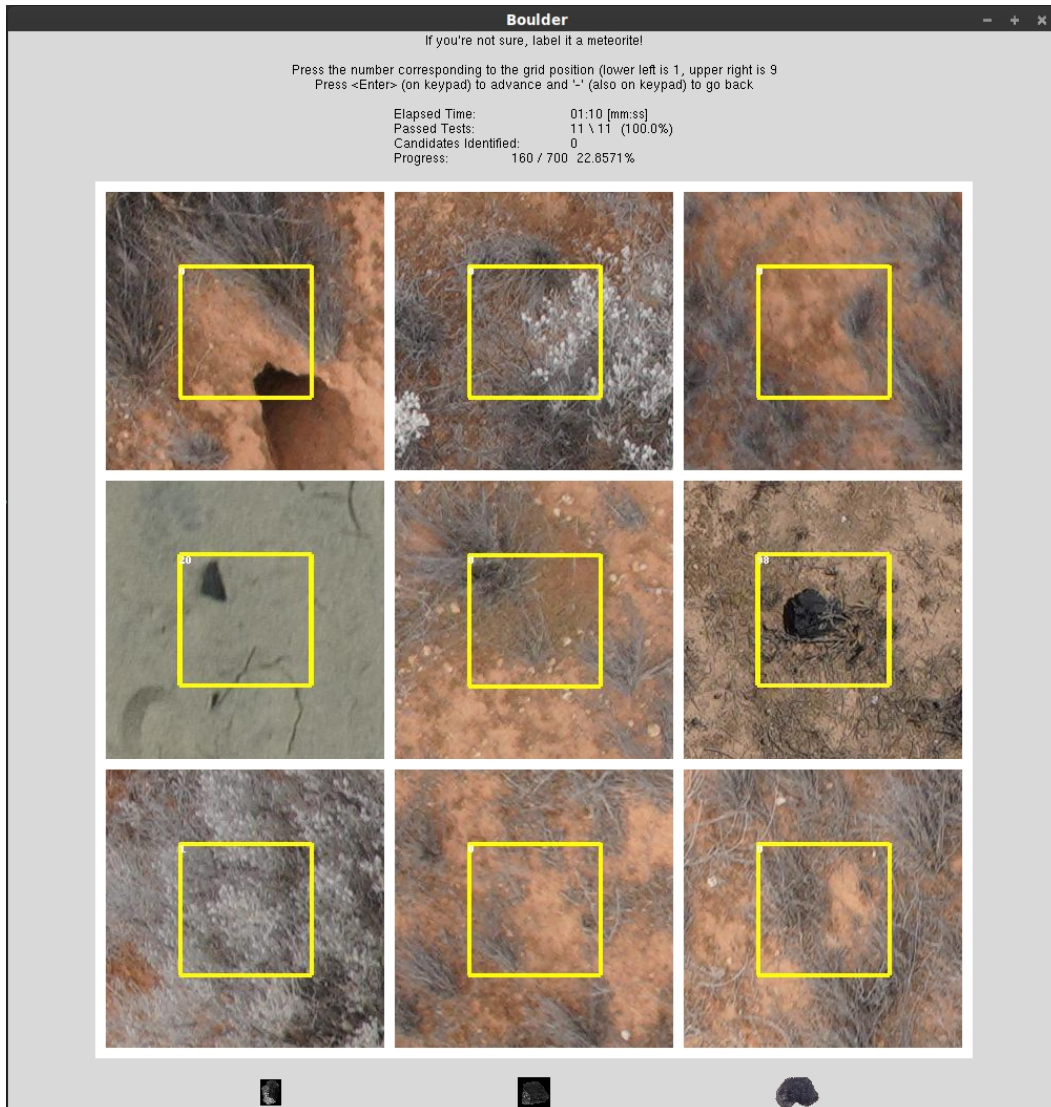 Boulder
If you're not sure, label it a meteorite!
Press the number corresponding to the grid position (lower left is 1, upper right is 9
Press <Enter> (on keypad) to advance and '-' (also on keypad) to go back
Elapsed Time: 01:10 [mm:ss]
Passed Tests: 11 \ 11 (100.0%)
Candidates Identified: 0
Progress: 160 / 700 22.8571%